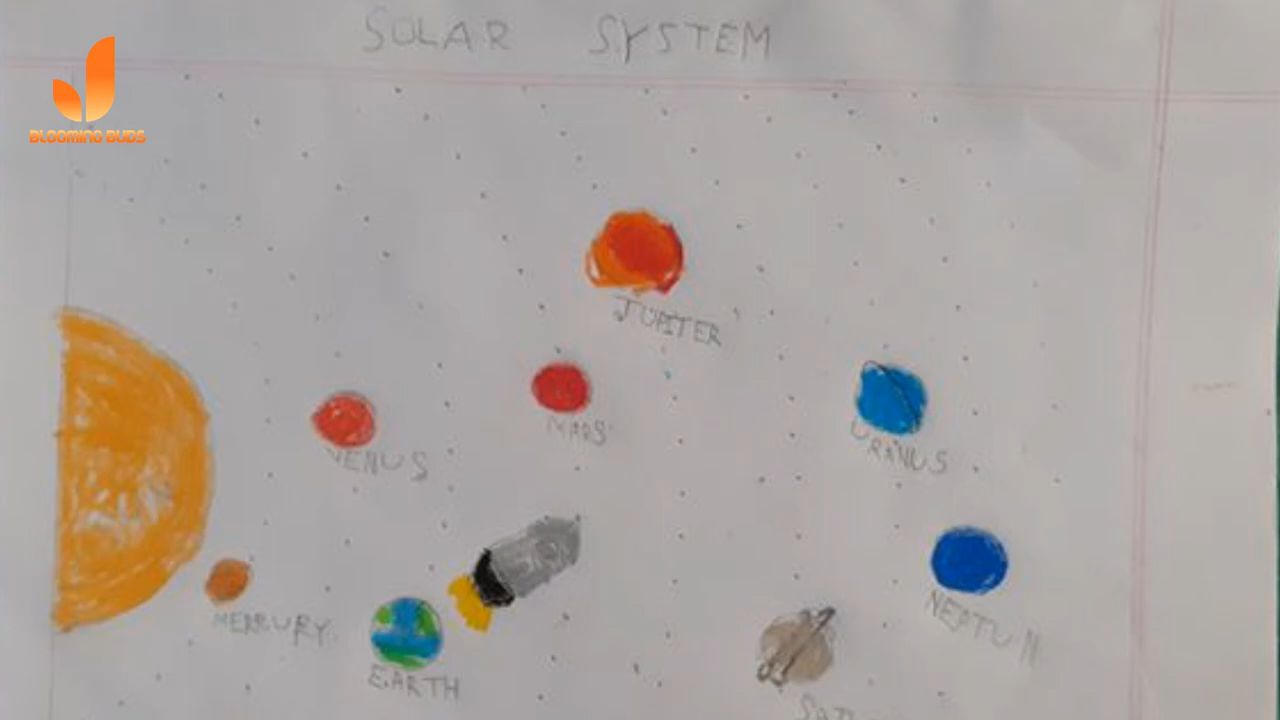 SOLAR SYSTEM
BLOOMING BUDS
JUPITER
MARS
VENUS
URANUS
MERCURY
NEPTUN
EARTH